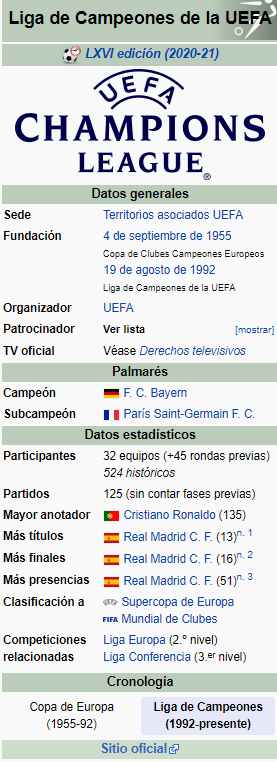 Liga de Campeones de la UEFA
LXVI edición (2020-21)
UEFA
CHAMPIONS
LEAGUE®
Datos generales
Sede Territorios asociados UEFA
Fundación 4 de septiembre de 1955
Copa de Clubes Campeones Europeos
19 de agosto de 1992
Liga de Campeones de la UEFA
Organizador UEFA
Patrocinador Ver lista [mostrar]
TV oficial Véase Derechos televisivos
Palmarés
Campeón F. C. Bayern
Subcampeón París Saint-Germain F. C.
Datos estadísticos
Participantes 32 equipos (+45 rondas previas)
524 históricos
Partidos 125 (sin contar fases previas)
Mayor anotador Cristiano Ronaldo (135)
Más títulos Real Madrid C. F. (13)n. 1
Más finales Real Madrid C. F. (16)n. 2
Más presencias Real Madrid C. F. (51)n. 3
Clasificación a Supercopa de Europa
FIFA Mundial de Clubes
Competiciones Liga Europa (2.º nivel)
relacionadas Liga Conferencia (3.er nivel)
Cronología
Copa de Europa Liga de Campeones
(1955-92) (1992-presente)
Sitio oficial